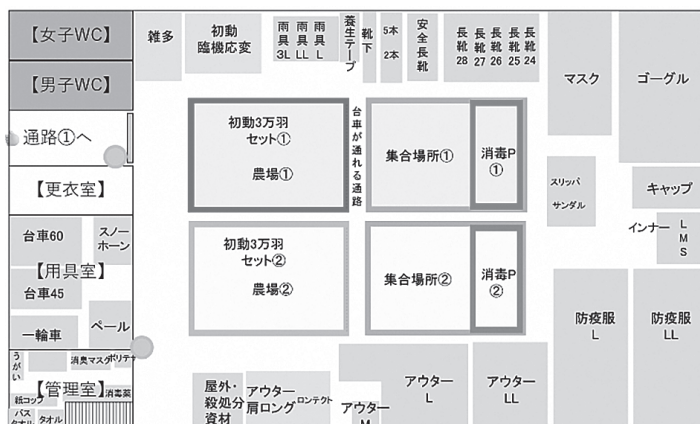 【女子WC】
【男子WC】
通路①へ
【更衣室】
台車60
スノー
ホーン
【用具室】
台車45
一輪車
ペール
うがい
消臭マスク
ポリテナ
【管理室】
消毒薬
紙コップ
バス
タオル
タオル
雑多
初動
臨機応変
雨具3L
雨具LL
雨具L
養生テープ
靴下
5本
2本
安全長靴
長靴28
長靴27
長靴26
長靴25
長靴24
マスク
ゴーグル
初動3万羽
セット①
農場①
台車が通れる通路
集合場所①
消毒P
①
スリッパ
サンダル
キャップ
インナー
L
M
S
初動3万羽
セット②
農場②
集合場所②
消毒P
②
防疫服
L
防疫服
LL
屋外・
殺処分
資材
アウター
肩ロング
ロンテクト
アウター
M
アウター
L
アウター
LL